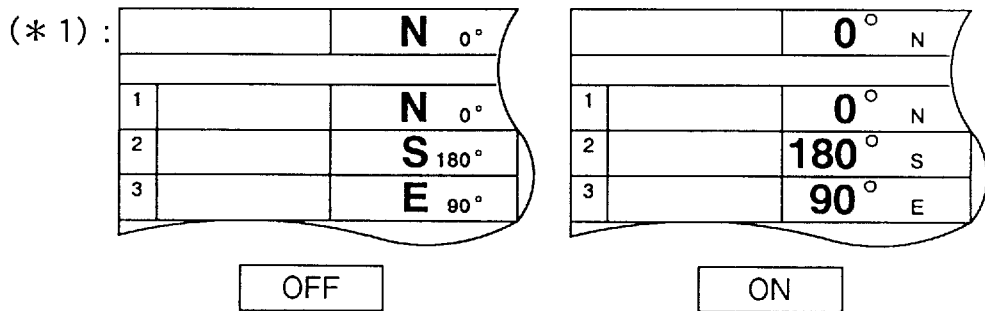 (＊1) :
N 0°
1 N 0°
2 S 180°
3 E 90°
OFF
0° N
1 0° N
2 180° S
3 90° E
ON